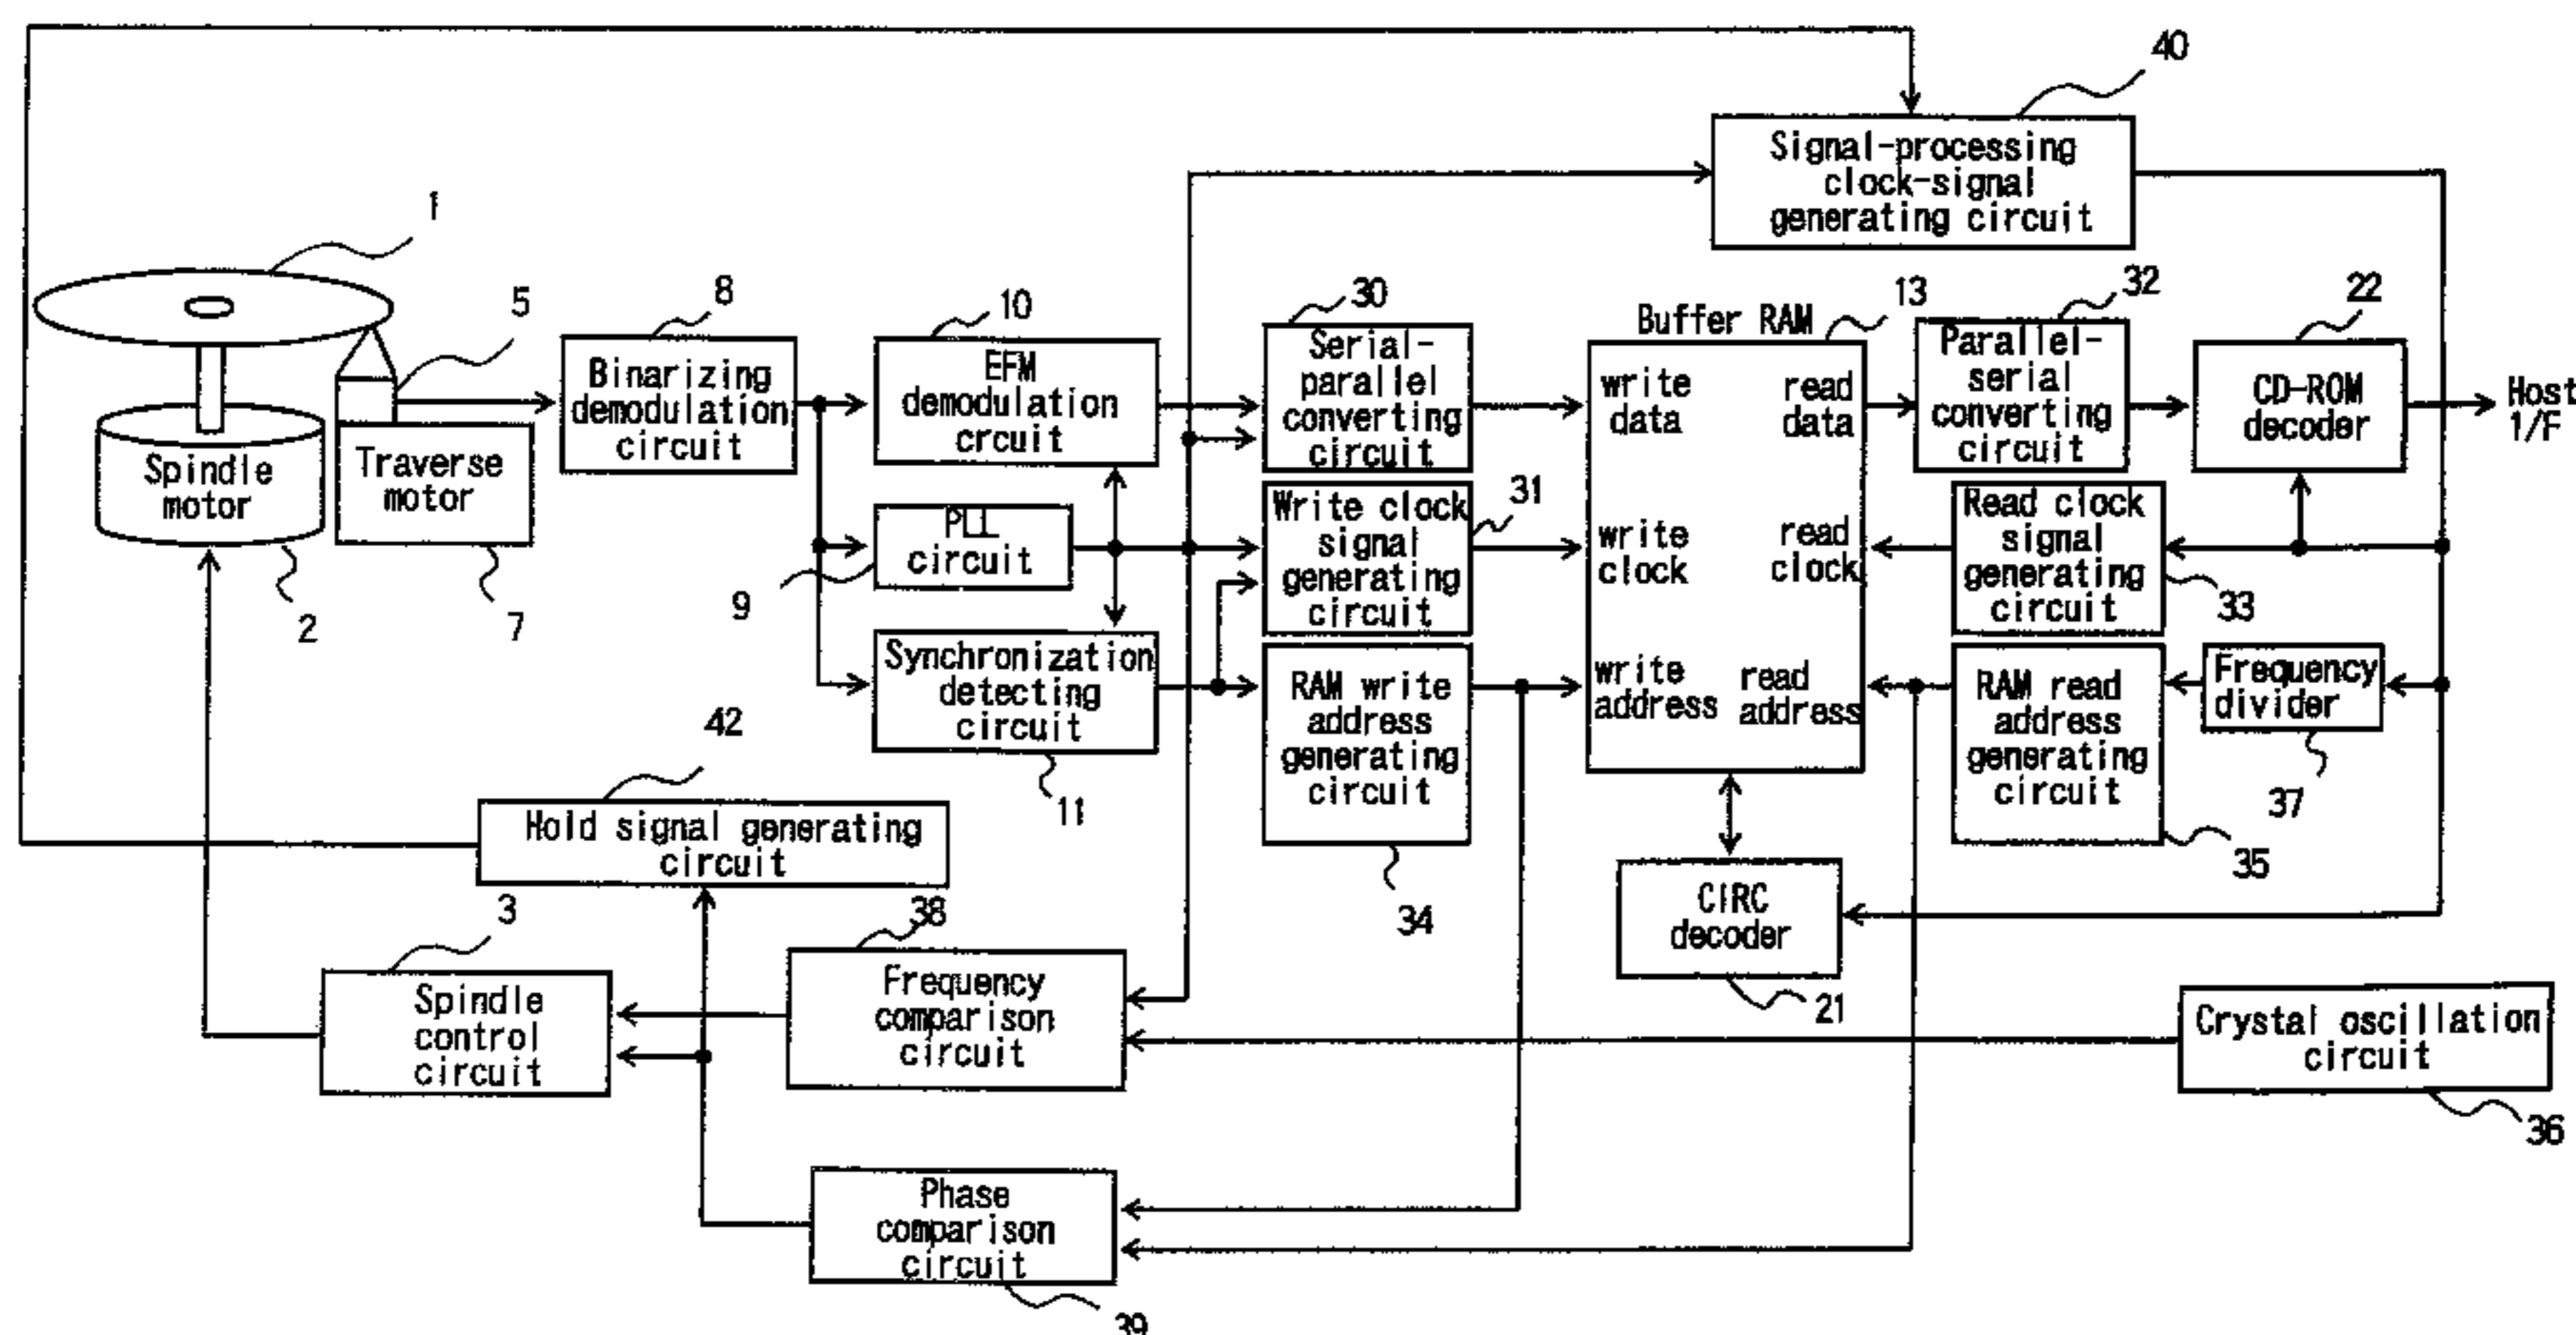 40
Signal-processing
clock-signal
generating circuit
1
5
Spindle
motor
2
Traverse
motor
7
8
Binarizing
demodulation
circuit
10
EFM
demodulation
crcuit
PLL
circuit
9
Synchronization
detecting
circuit
11
30
Serial-
parallel
converting
circuit
Write clock
signal
generating
circuit
31
RAM write
address
generating
circuit
34
Buffer RAM
13
write
data
read
data
write
clock
read
clock
write
address
read
address
32
Parallel-
serial
converting
circuit
22
CD-ROM
decoder
Host
1/F
Read clock
signal
generating
circuit
33
RAM read
address
generating
circuit
35
Frequency
divider
37
42
Hold signal generating
circuit
3
Spindle
control
circuit
38
Frequency
comparison
circuit
CIRC
decoder
21
Crystal oscillation
circuit
36
Phase
comparison
circuit
39